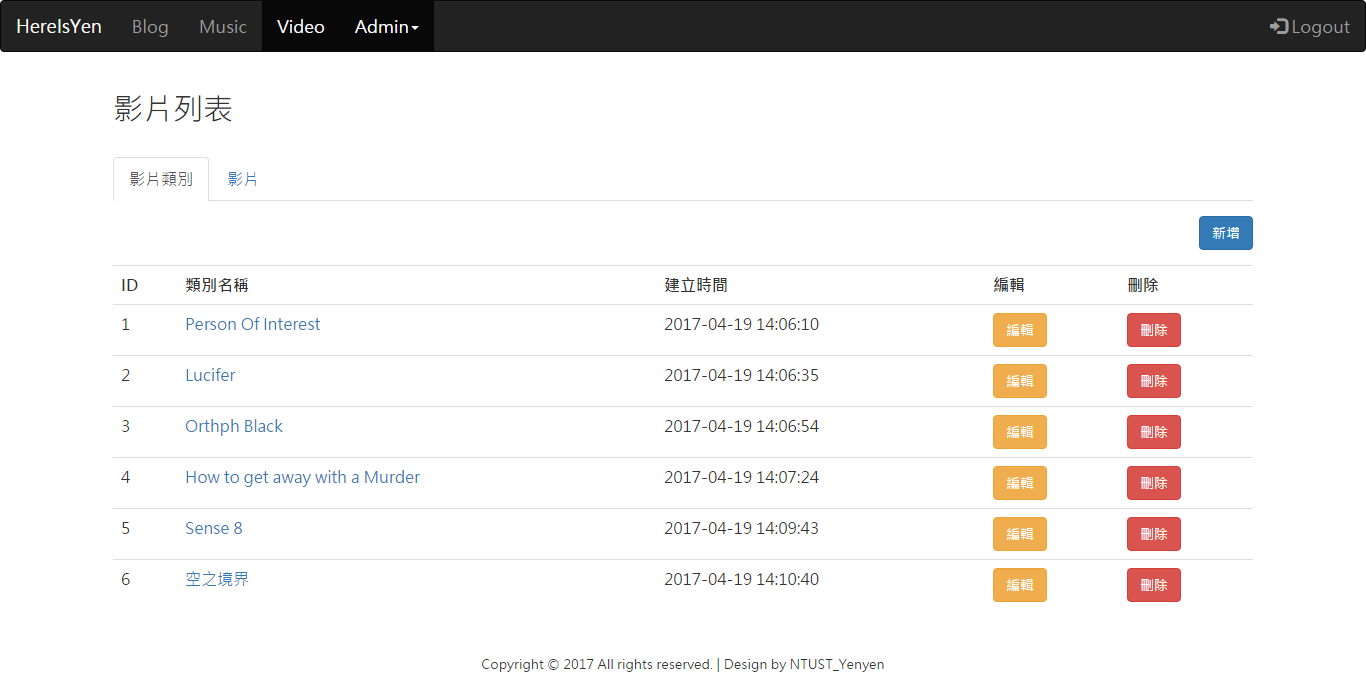 HereIsYen Blog Music Video Admin Logout
影片列表
影片類別 影片
新增
ID 類別名稱 建立時間 編輯 刪除
1 Person Of Interest 2017-04-19 14:06:10 編輯 刪除
2 Lucifer 2017-04-19 14:06:35 編輯 刪除
3 Orthph Black 2017-04-19 14:06:54 編輯 刪除
4 How to get away with a Murder 2017-04-19 14:07:24 編輯 刪除
5 Sense 8 2017-04-19 14:09:43 編輯 刪除
6 空之境界 2017-04-19 14:10:40 編輯 刪除
Copyright © 2017 All rights reserved. | Design by NTUST_Yenyen